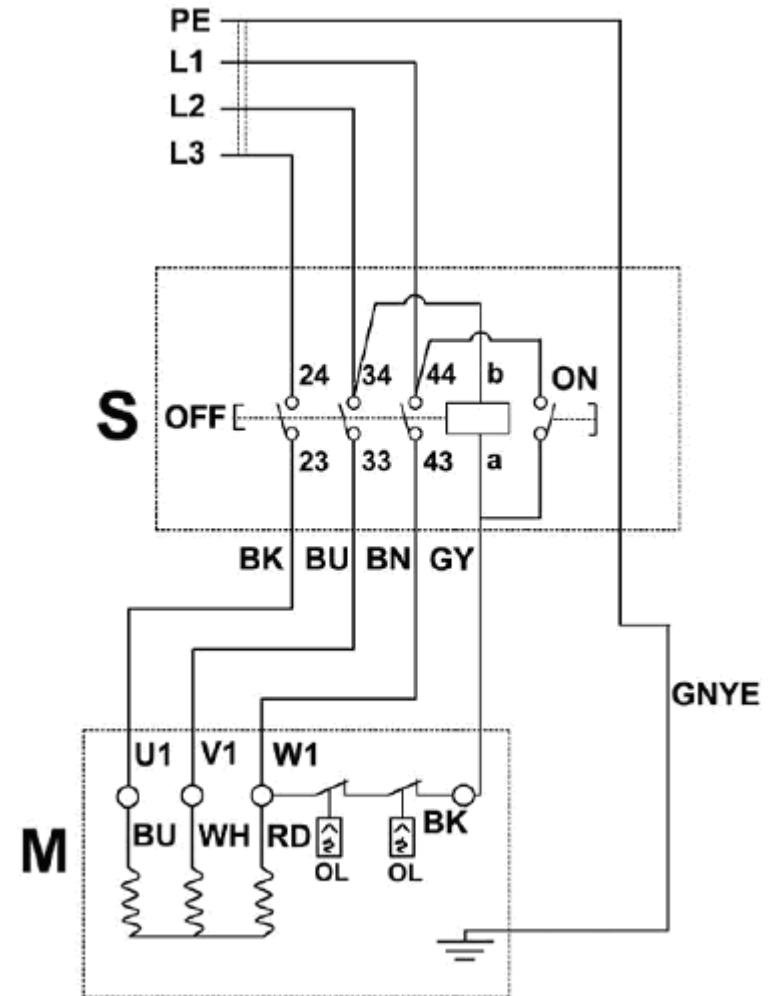 PE
L1
L2
L3
24 34 44 b ON
S OFF
23 33 43 a
BK BU BN GY
GNYE
U1 V1 W1
BU WH RD BK
M OL OL